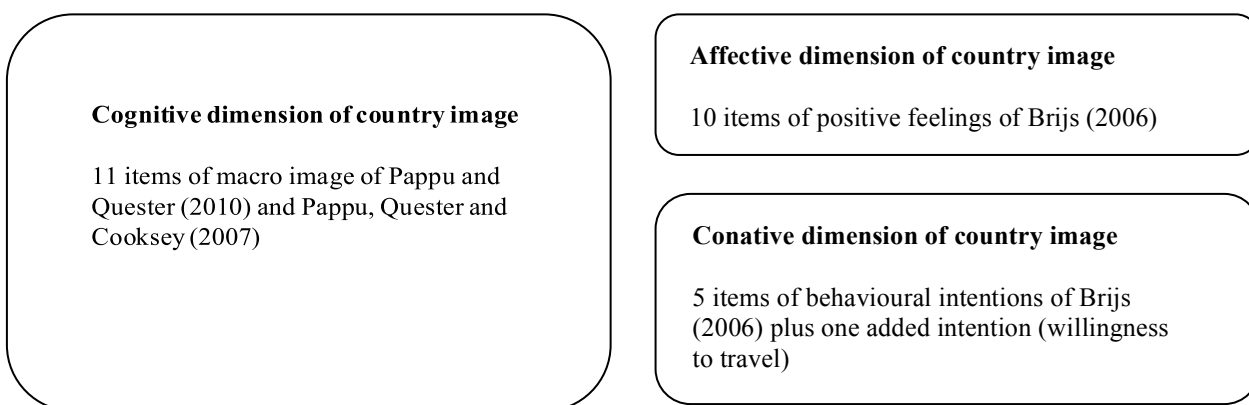 Cognitive dimension of country image
11 items of macro image of Pappu and
Quester (2010) and Pappu, Quester and
Cooksey (2007)
Affective dimension of country image
10 items of positive feelings of Brijs (2006)
Conative dimension of country image
5 items of behavioural intentions of Brijs
(2006) plus one added intention (willingness
to travel)